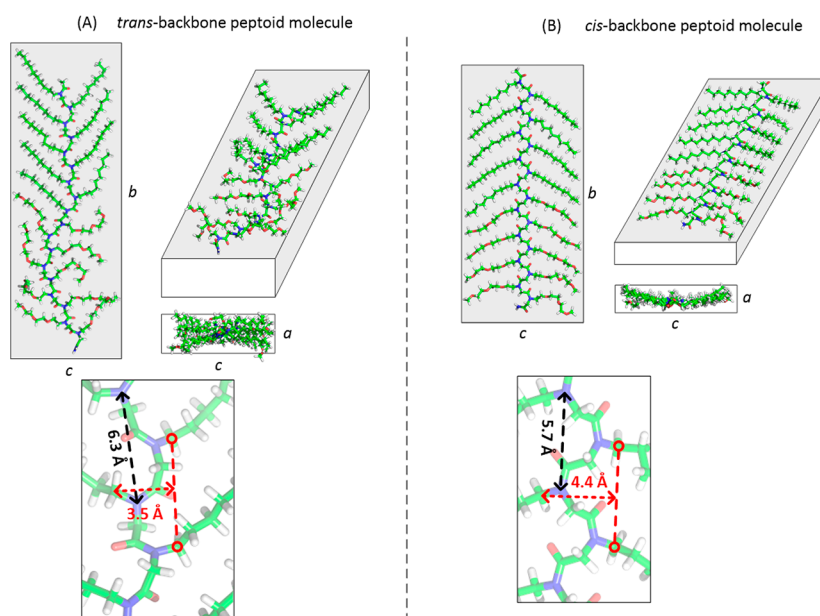 (A) trans-backbone peptoid molecule
b
c
a
c
6.3 Å
3.5 Å
(B) cis-backbone peptoid molecule
b
c
a
c
5.7 Å
4.4 Å